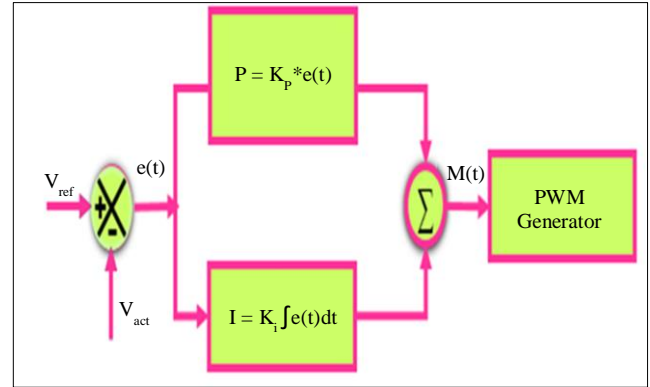 P = K_P*e(t)
V_ref
+
-
e(t)
V_act
I = K_i ∫e(t)dt
∑
M(t)
PWM
Generator